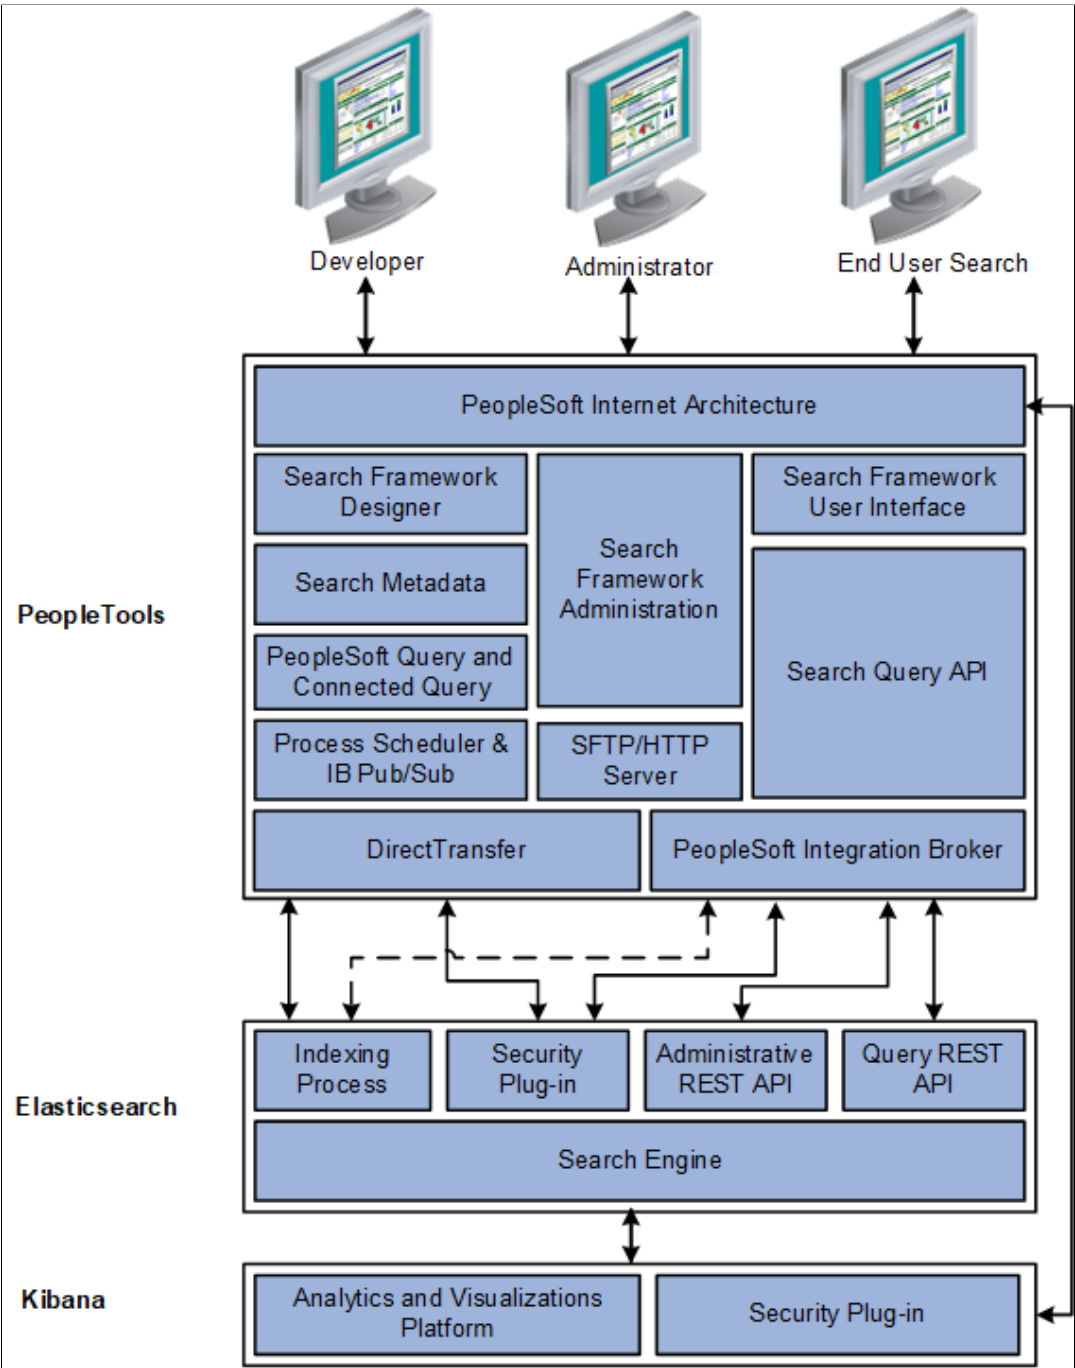 Developer
Administrator
End User Search
PeopleSoft Internet Architecture
Search Framework
Designer
Search
Framework
Administration
Search Framework
User Interface
Search Metadata
Search Query API
PeopleTools
PeopleSoft Query and
Connected Query
Process Scheduler &
IB Pub/Sub
SFTP/HTTP
Server
DirectTransfer
PeopleSoft Integration Broker
Indexing
Process
Security
Plug-in
Administrative
REST API
Query REST
API
Elasticsearch
Search Engine
Kibana
Analytics and Visualizations
Platform
Security Plug-in